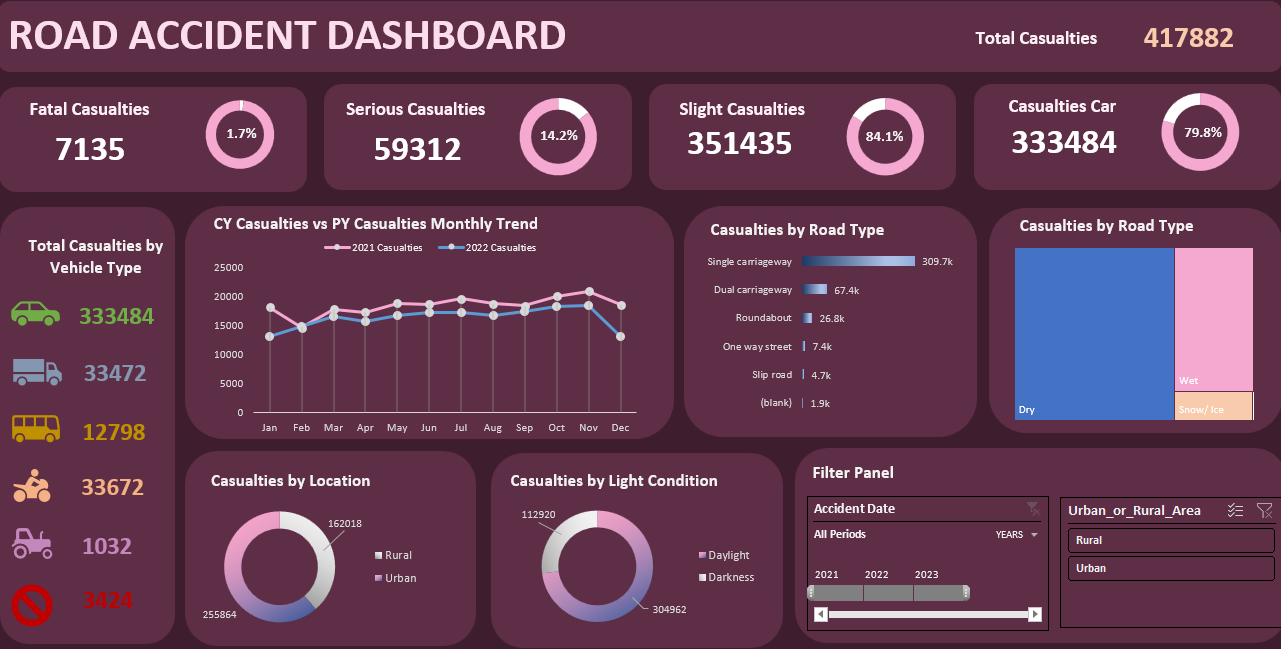 ROAD ACCIDENT DASHBOARD
Total Casualties
417882
Fatal Casualties
7135
1.7%
Serious Casualties
59312
14.2%
Slight Casualties
351435
84.1%
Casualties Car
333484
79.8%
Total Casualties by
Vehicle Type
333484
33472
12798
33672
1032
3424
CY Casualties vs PY Casualties Monthly Trend
2021 Casualties
2022 Casualties
25000
20000
15000
10000
5000
0
Jan Feb Mar Apr May Jun Jul Aug Sep Oct Nov Dec
Casualties by Road Type
Single carriageway 309.7k
Dual carriageway 67.4k
Roundabout 26.8k
One way street 7.4k
Slip road 4.7k
(blank) 1.9k
Casualties by Road Type
Dry
Wet
Snow/ Ice
Casualties by Location
162018
255864
Rural
Urban
Casualties by Light Condition
112920
304962
Daylight
Darkness
Filter Panel
Accident Date
All Periods
YEARS
2021 2022 2023
Urban_or_Rural_Area
Rural
Urban